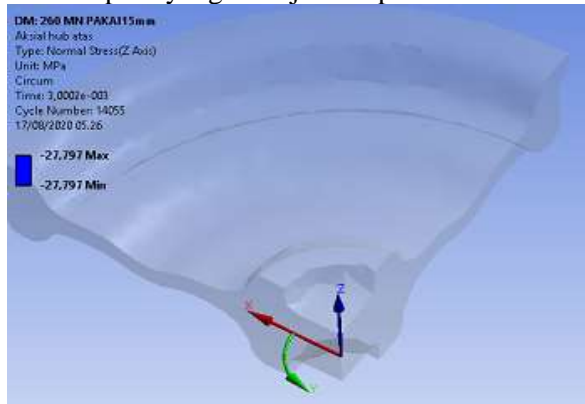 DM: 260 MN PAKAI15mm
Aksial hub atas
Type: Normal Stress(Z Axis)
Unit: MPa
Circum
Time: 3,0002e-003
Cycle Number: 14055
17/08/2020 05.26
-27,797 Max
-27,797 Min
Z
X
Y